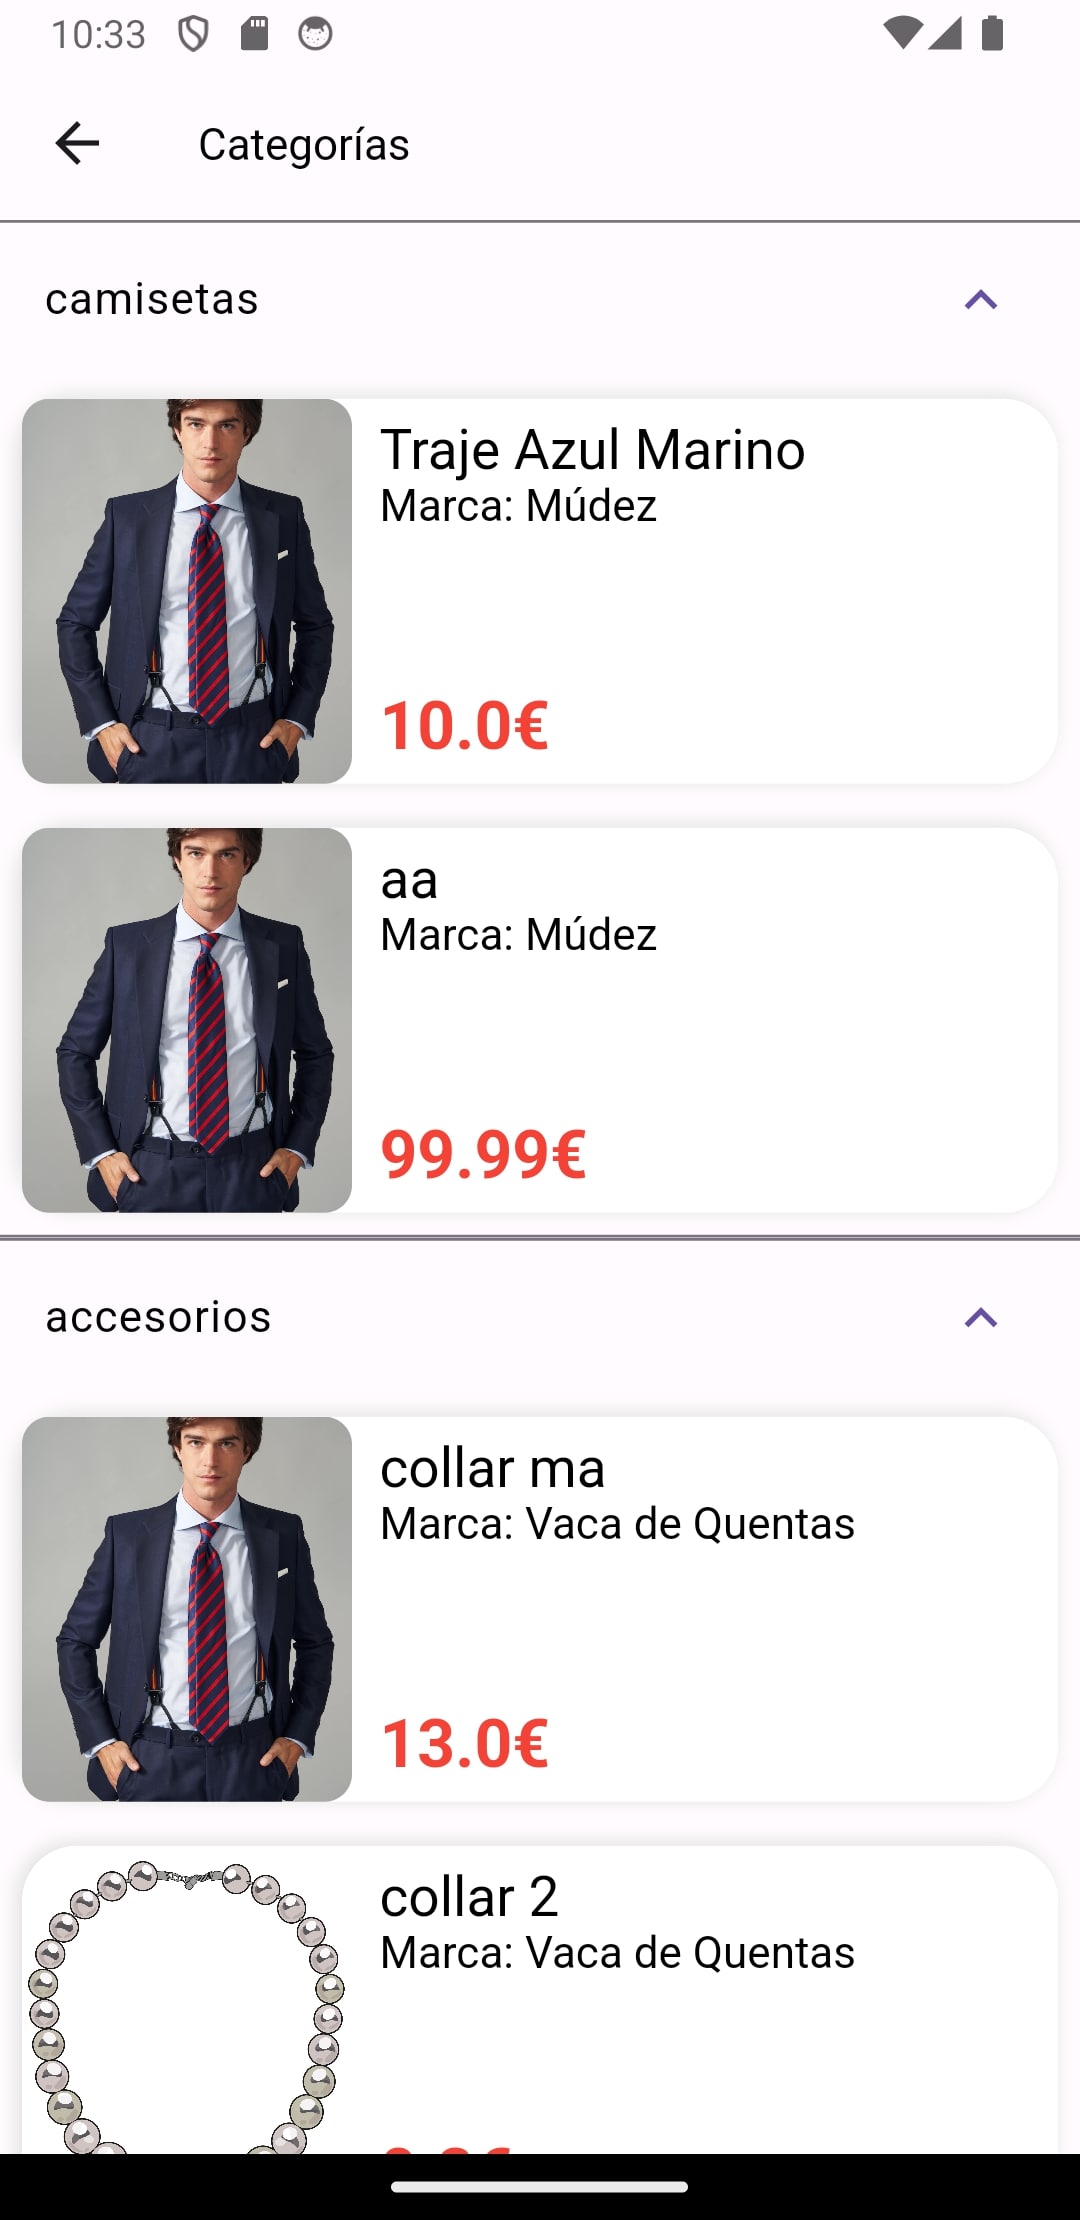 10:33
Categorías
camisetas
Traje Azul Marino
Marca: Múdez
10.0€
aa
Marca: Múdez
99.99€
accesorios
collar ma
Marca: Vaca de Quentas
13.0€
collar 2
Marca: Vaca de Quentas